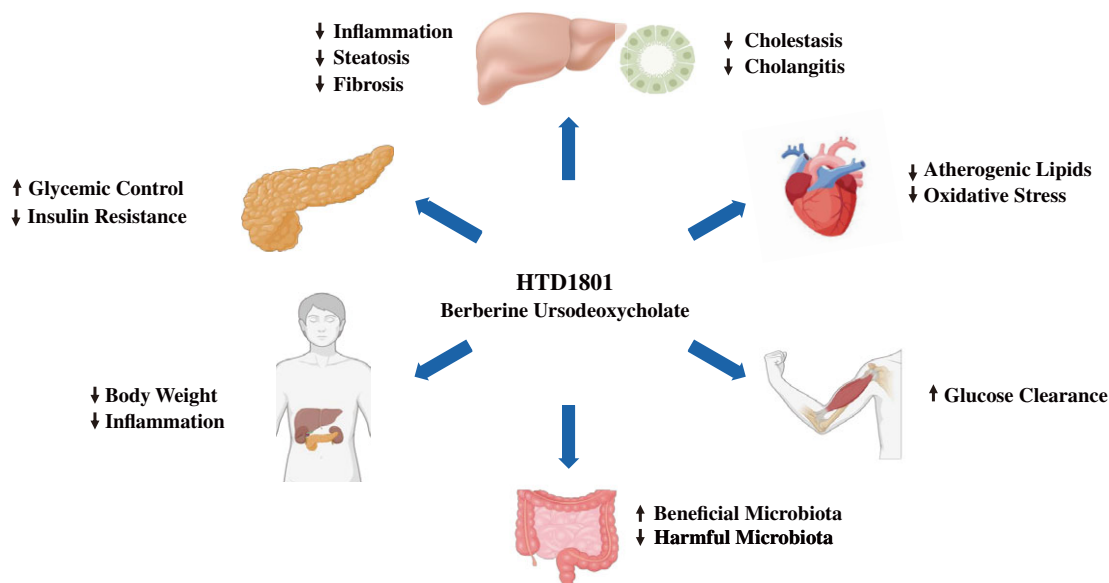 ↓ Inflammation
↓ Steatosis
↓ Fibrosis
↓ Cholestasis
↓ Cholangitis
↑ Glycemic Control
↓ Insulin Resistance
↓ Atherogenic Lipids
↓ Oxidative Stress
HTD1801
Berberine Ursodeoxycholate
↓ Body Weight
↓ Inflammation
↑ Glucose Clearance
↑ Beneficial Microbiota
↓ Harmful Microbiota